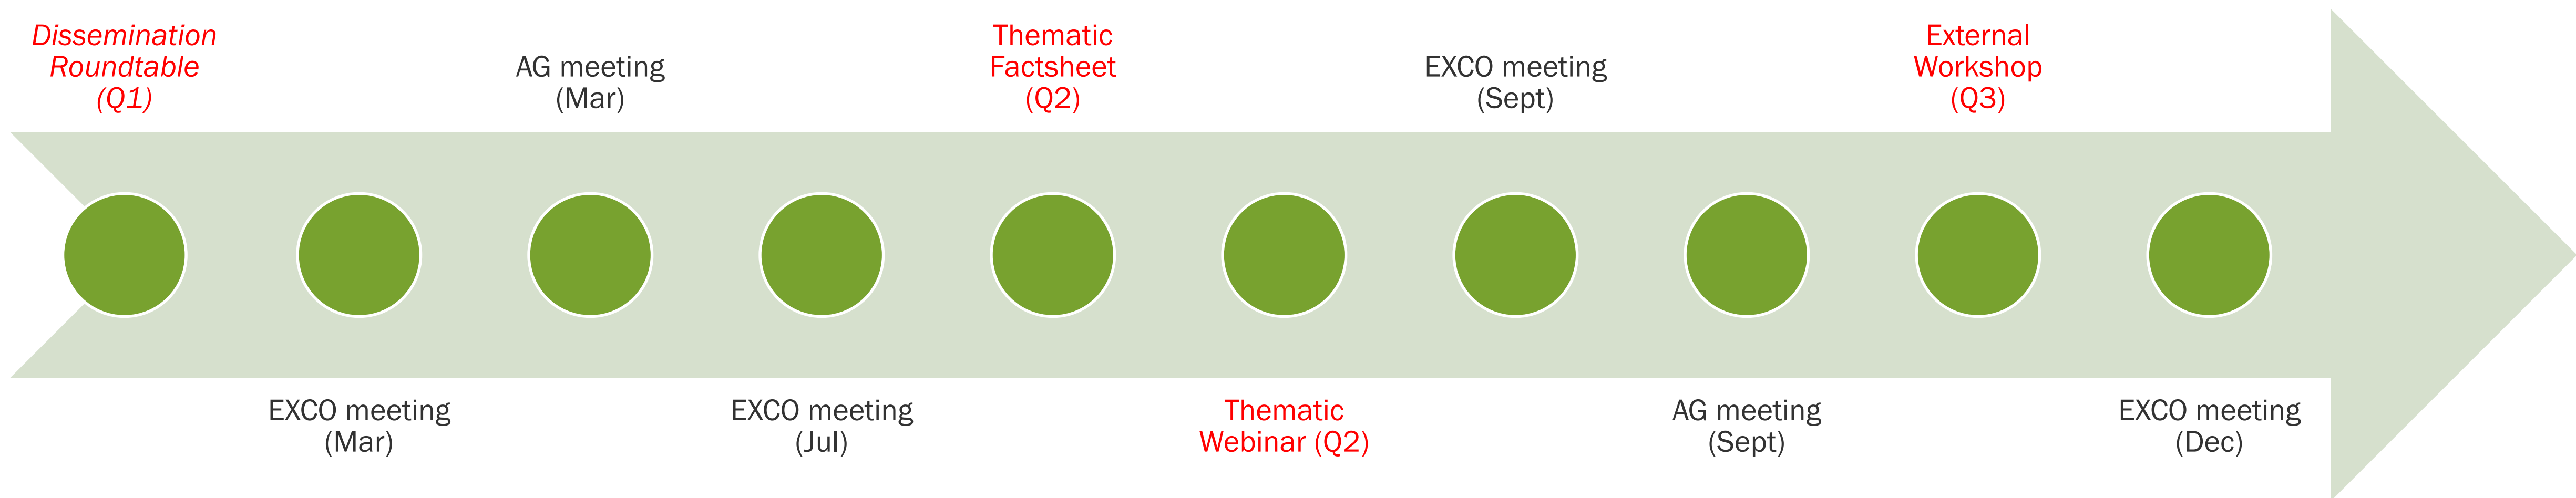 Dissemination
Roundtable
(Q1)
EXCO meeting
(Mar)
AG meeting
(Mar)
EXCO meeting
(Jul)
Thematic
Factsheet
(Q2)
Thematic
Webinar (Q2)
EXCO meeting
(Sept)
AG meeting
(Sept)
External
Workshop
(Q3)
EXCO meeting
(Dec)